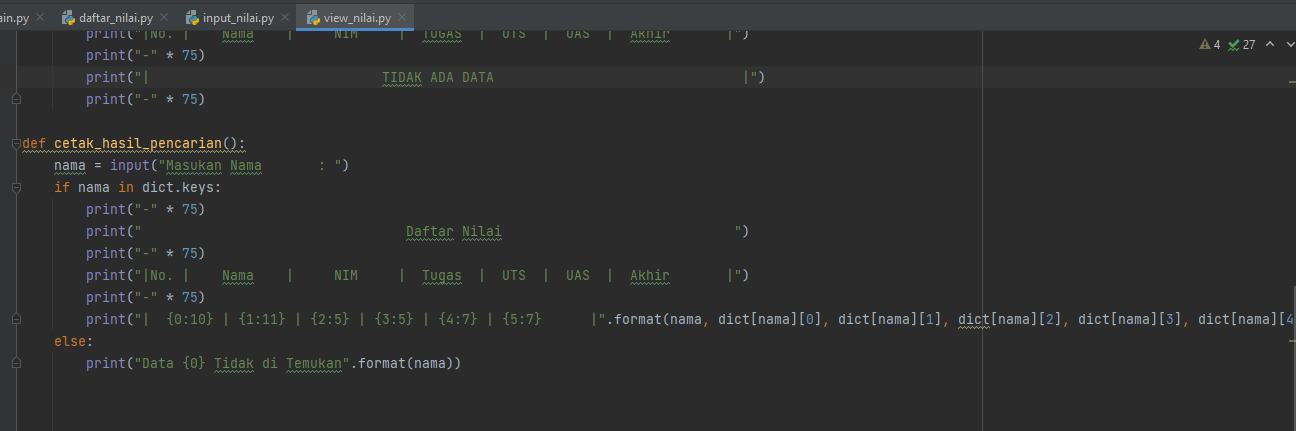 ain.py daftar_nilai.py input_nilai.py view_nilai.py
print("|No. |    Nama    |     NIM     |  TUGAS  |  UTS  |  UAS  |  Akhir       |")
4 27
print("-" * 75)
print("|                             TIDAK ADA DATA                               |")
print("-" * 75)
def cetak_hasil_pencarian():
nama = input("Masukan Nama       : ")
if nama in dict.keys:
print("-" * 75)
print("                                 Daftar Nilai                             ")
print("-" * 75)
print("|No. |    Nama    |     NIM     |  Tugas  |  UTS  |  UAS  |  Akhir       |")
print("-" * 75)
print("|  {0:10} | {1:11} | {2:5} | {3:5} | {4:7} | {5:7}      |".format(nama, dict[nama][0], dict[nama][1], dict[nama][2], dict[nama][3], dict[nama][4
else:
print("Data {0} Tidak di Temukan".format(nama))